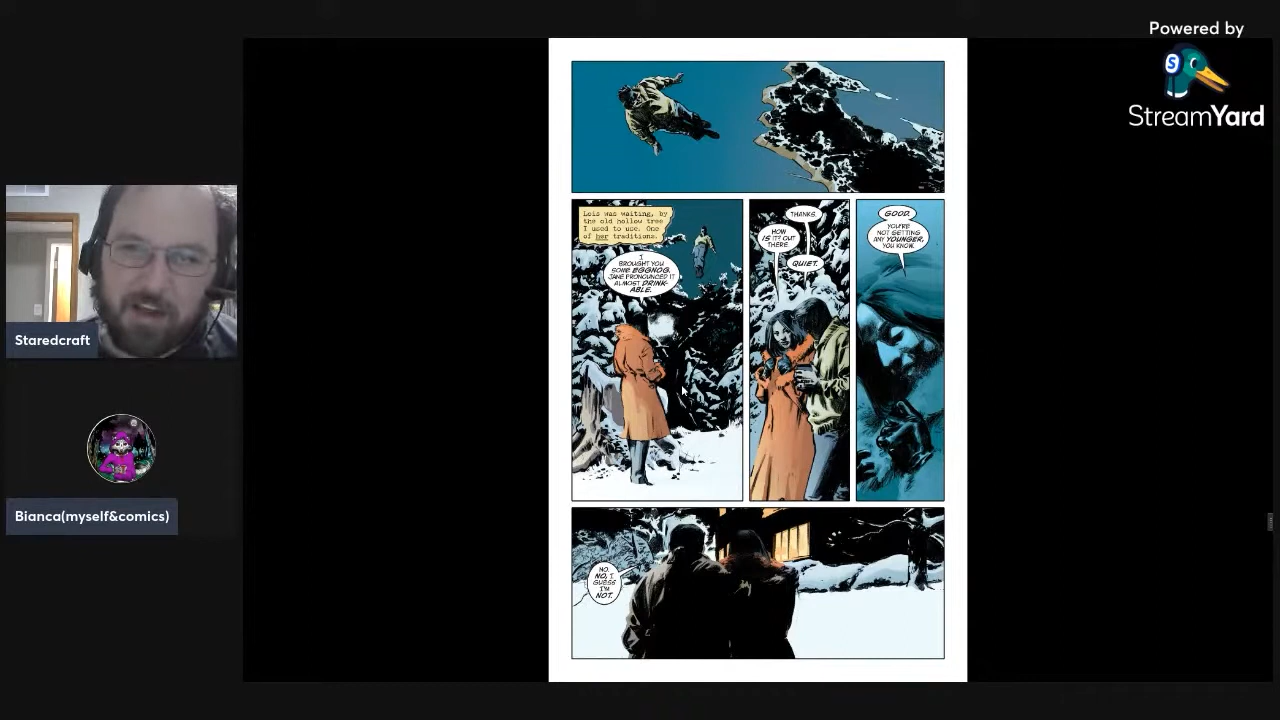 Powered by
StreamYard
S
Staredcraft
Bianca(myself&comics)
Lois was waiting, by
the old hollow tree
I used to use. One
of her traditions.
I
BROUGHT YOU
SOME EGGNOG.
JANE PRONOUNCED IT
ALMOST DRINK-
ABLE.
THANKS.
HOW
IS IT? OUT
THERE.
QUIET.
GOOD.
YOU'RE
NOT GETTING
ANY YOUNGER,
YOU KNOW.
NO.
NO, I
GUESS
I'M
NOT.